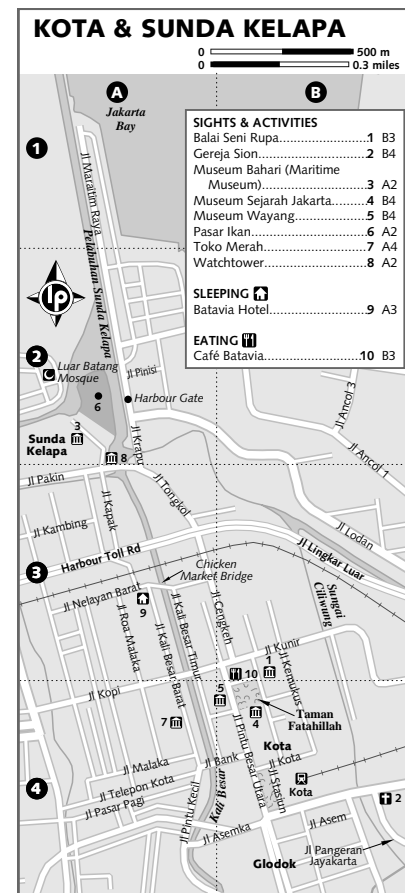 KOTA & SUNDA KELAPA
0 500 m
0 0.3 miles
A
B
Jakarta
Bay
SIGHTS & ACTIVITIES
Balai Seni Rupa............................1 B3
Gereja Sion..................................2 B4
Museum Bahari (Maritime
Museum)................................3 A2
Museum Sejarah Jakarta..............4 B4
Museum Wayang.........................5 B4
Pasar Ikan....................................6 A2
Toko Merah.................................7 A4
Watchtower.................................8 A2
SLEEPING
Batavia Hotel...............................9 A3
EATING
Café Batavia...............................10 B3
1
Jl Maraitim Raya
Pelabuhan Sunda Kelapa
lp
2
Luar Batang
Mosque
Jl Pinisi
6
Harbour Gate
Jl Ancol 3
3
Sunda
Kelapa
8
Jl Krapu
Jl Ancol 1
Jl Pakin
Jl Kapak
Jl Tongkol
Jl Lodan
Jl Kambing
Harbour Toll Rd
Jl Lingkar Luar
3
Chicken
Market Bridge
Sungai
Ciliwung
Jl Nelayan Barat
9
Jl Roa Malaka
Jl Kali Besar Barat
Jl Kali Besar Timur
Jl Cengkeh
Jl Kunir
1
Jl Kemukus
10
Jl Kopi
5
7
4
Taman
Fatahillah
Kota
Jl Malaka
Jl Bank
Jl Pintu Besar Utara
Jl Kota
4
Jl Telepon Kota
Jl Pasar Pagi
Kali Besar
Jl Stasiun
Kota
2
Jl Pintu Kecil
Jl Asemka
Jl Asem
Jl Pangeran
Jayakarta
Glodok